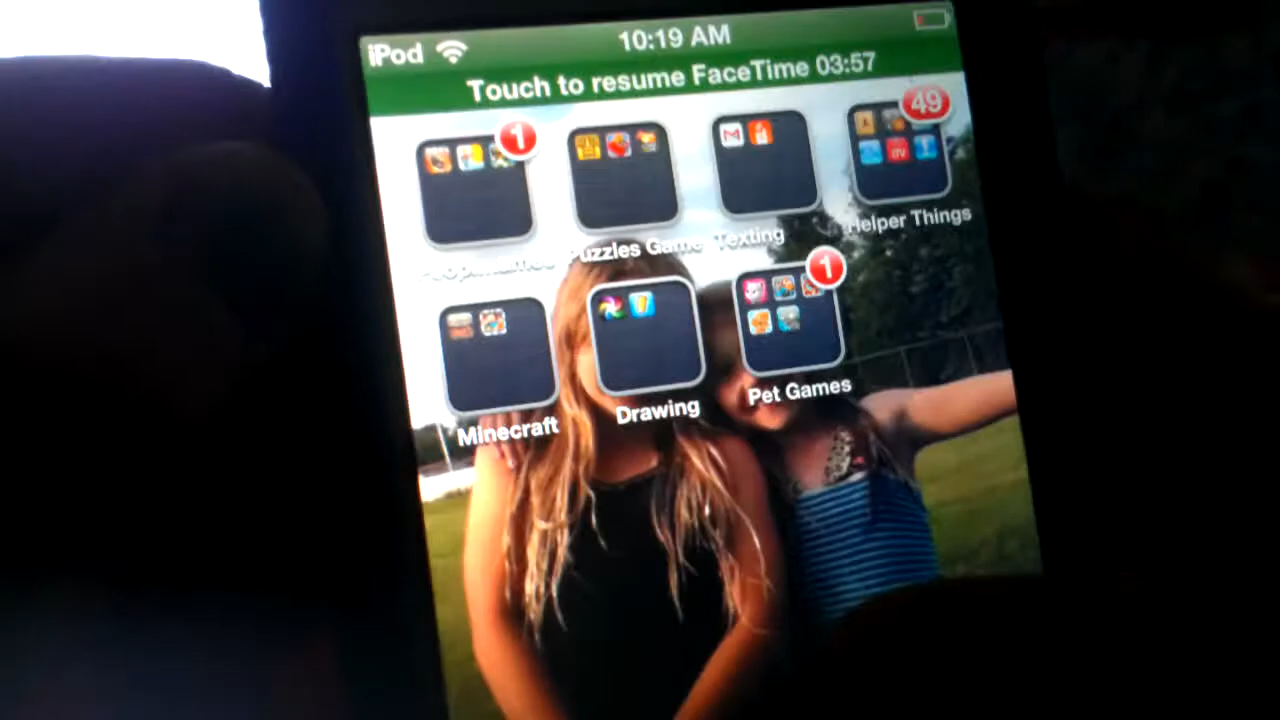 iPod 10:19 AM
Touch to resume FaceTime 03:57
1
49
Texting
Helper Things
1
Minecraft
Drawing
Pet Games